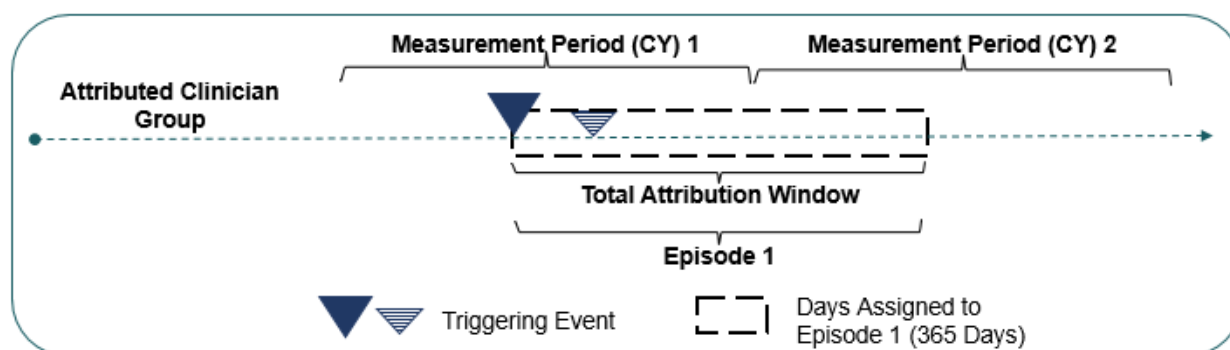 Measurement Period (CY) 1
Measurement Period (CY) 2
Attributed Clinician
Group
Total Attribution Window
Episode 1
Triggering Event
Days Assigned to
Episode 1 (365 Days)